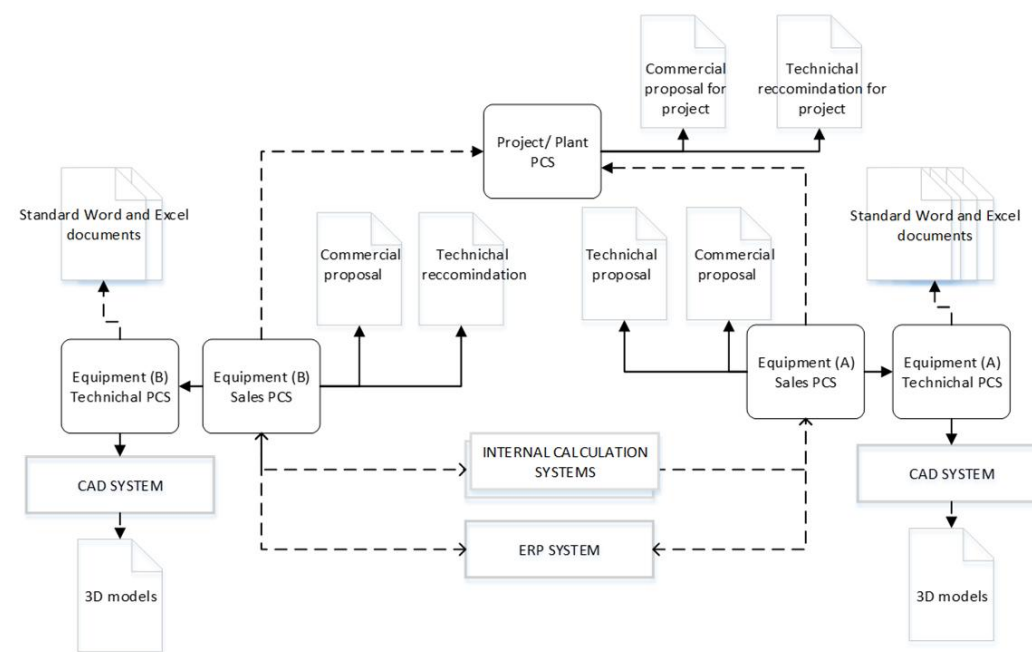 Commercial
proposal for
project
Technichal
reccomindation for
project
Project/ Plant
PCS
Standard Word and Excel
documents
Commercial
proposal
Technichal
reccomindation
Technichal
proposal
Commercial
proposal
Standard Word and Excel
documents
Equipment (B)
Technichal PCS
Equipment (B)
Sales PCS
Equipment (A)
Sales PCS
Equipment (A)
Technichal PCS
INTERNAL CALCULATION
SYSTEMS
CAD SYSTEM
CAD SYSTEM
ERP SYSTEM
3D models
3D models